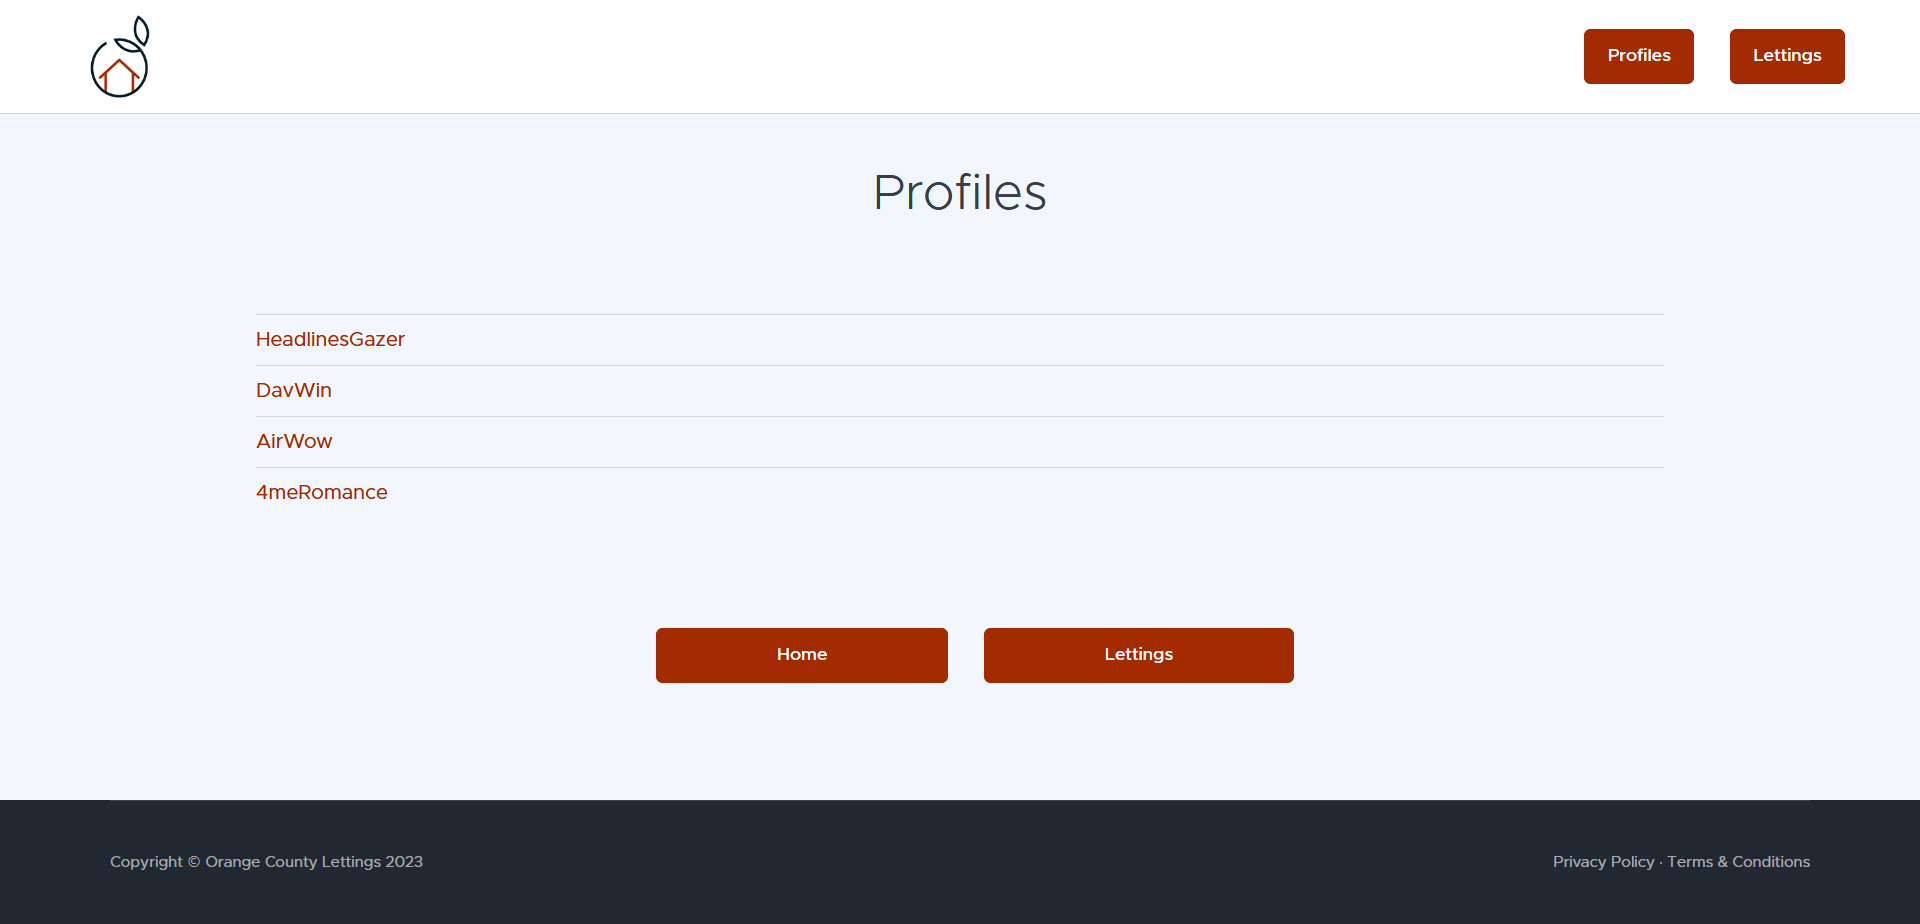 Profiles
Lettings
Profiles
HeadlinesGazer
DavWin
AirWow
4meRomance
Home
Lettings
Copyright © Orange County Lettings 2023
Privacy Policy · Terms & Conditions